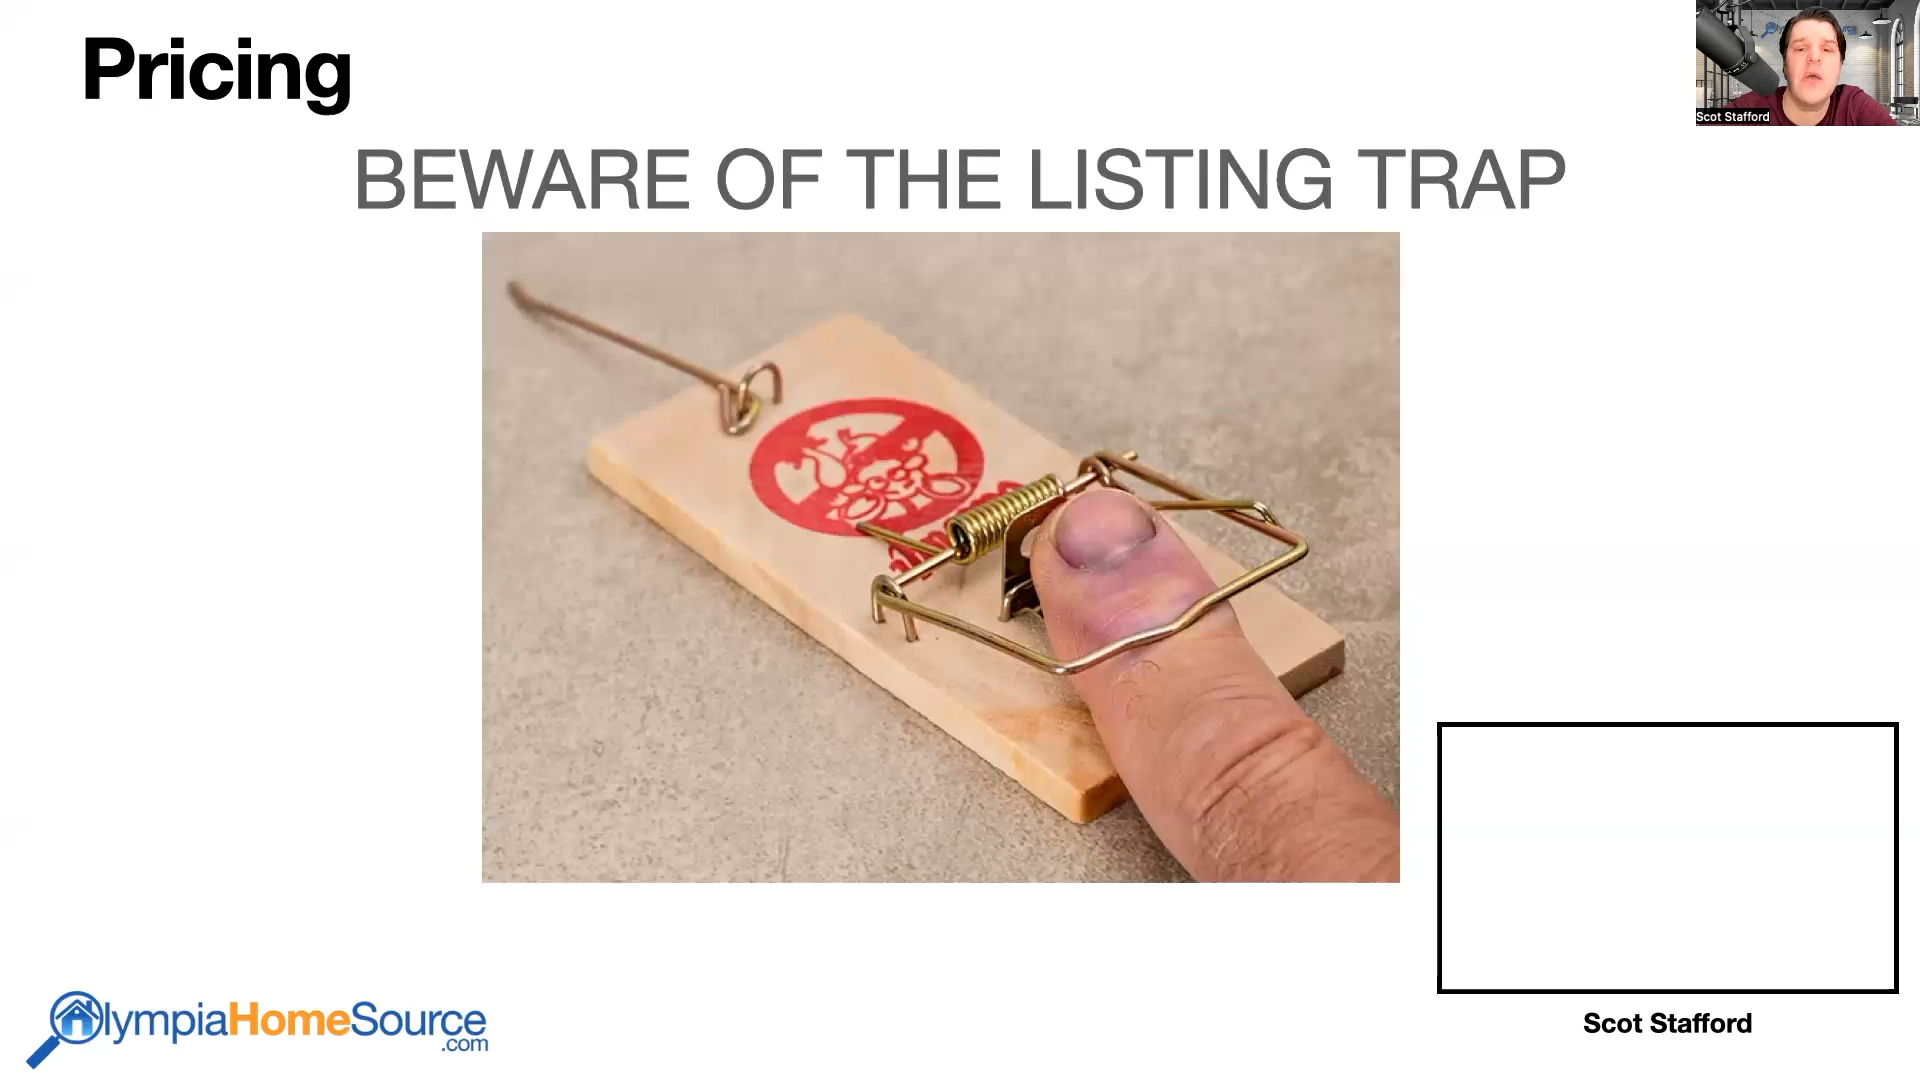 Pricing
Scot Stafford
BEWARE OF THE LISTING TRAP
OlympiaHomeSource
.com
Scot Stafford